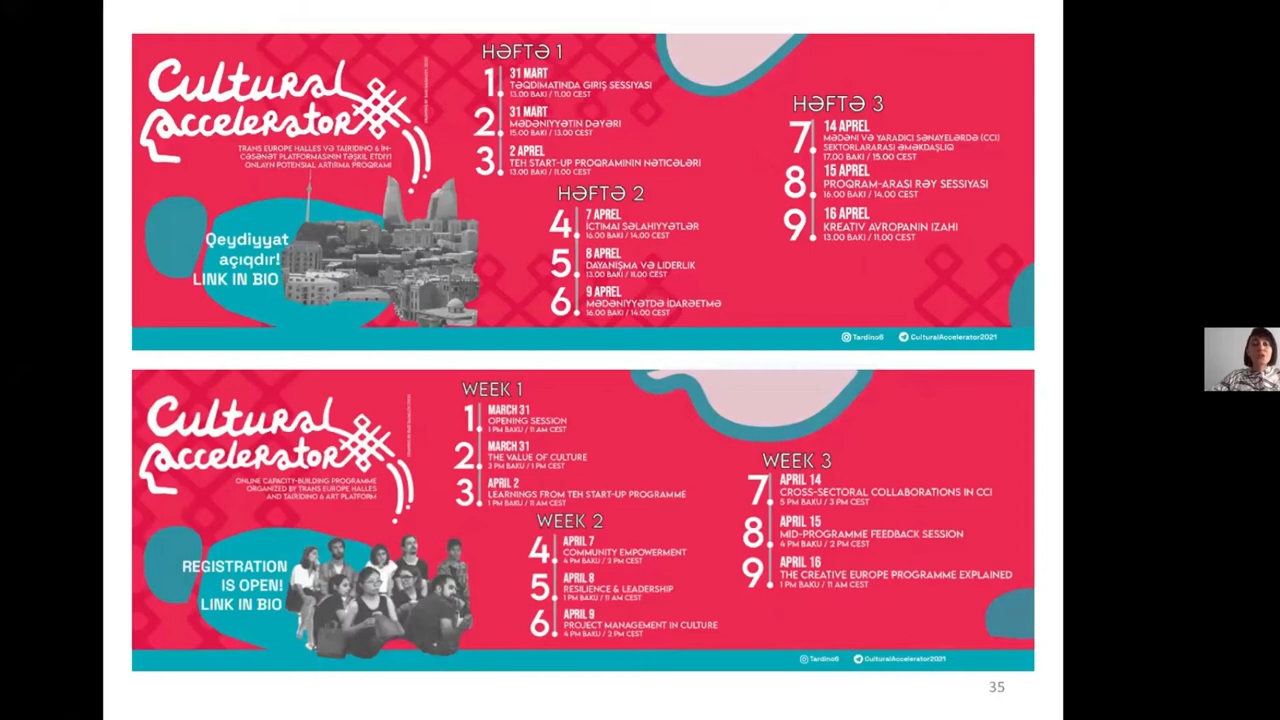 Cultural
Accelerator
TRANS EUROPE HALLES VƏ TAIRIDINO 6 İN-
CƏSƏNƏT PLATFORMASININ TƏŞKİL ETDİYİ
ONLAYN POTENSİAL ARTIRMA PROQRAMI
Qeydiyyat
açıqdır!
LINK IN BIO
HƏFTƏ 1
1
31 MART
TƏQDİMATINDA GİRİŞ SESSİYASI
13.00 BAKI / 11.00 CEST
2
31 MART
MƏDƏNİYYƏTİN DƏYƏRİ
15.00 BAKI / 13.00 CEST
3
2 APREL
TEH START-UP PROQRAMININ NƏTİCƏLƏRİ
13.00 BAKI / 11.00 CEST
HƏFTƏ 2
4
7 APREL
İCTİMAİ SƏLAHİYYƏTLƏR
16.00 BAKI / 14.00 CEST
5
8 APREL
DAYANIŞMA VƏ LİDERLİK
13.00 BAKI / 11.00 CEST
6
9 APREL
MƏDƏNİYYƏTDƏ İDARƏETMƏ
16.00 BAKI / 14.00 CEST
HƏFTƏ 3
7
14 APREL
MƏDƏNİ VƏ YARADICI SƏNAYELƏRDƏ (CCI)
SEKTORLARARASI ƏMƏKDAŞLIQ
17.00 BAKI / 15.00 CEST
8
15 APREL
PROQRAM-ARASI RƏY SESSİYASI
16.00 BAKI / 14.00 CEST
9
16 APREL
KREATİV AVROPANIN İZAHI
13.00 BAKI / 11.00 CEST
Tardino6
CulturalAccelerator2021
Cultural
Accelerator
ONLINE CAPACITY-BUILDING PROGRAMME
ORGANIZED BY TRANS EUROPE HALLES
AND TAIRIDINO 6 ART PLATFORM
REGISTRATION
IS OPEN!
LINK IN BIO
WEEK 1
1
MARCH 31
OPENING SESSION
1 PM BAKU / 11 AM CEST
2
MARCH 31
THE VALUE OF CULTURE
3 PM BAKU / 1 PM CEST
3
APRIL 2
LEARNINGS FROM TEH START-UP PROGRAMME
1 PM BAKU / 11 AM CEST
WEEK 2
4
APRIL 7
COMMUNITY EMPOWERMENT
4 PM BAKU / 2 PM CEST
5
APRIL 8
RESILIENCE & LEADERSHIP
1 PM BAKU / 11 AM CEST
6
APRIL 9
PROJECT MANAGEMENT IN CULTURE
4 PM BAKU / 2 PM CEST
WEEK 3
7
APRIL 14
CROSS-SECTORAL COLLABORATIONS IN CCI
5 PM BAKU / 3 PM CEST
8
APRIL 15
MID-PROGRAMME FEEDBACK SESSION
4 PM BAKU / 2 PM CEST
9
APRIL 16
THE CREATIVE EUROPE PROGRAMME EXPLAINED
1 PM BAKU / 11 AM CEST
Tardino6
CulturalAccelerator2021
35